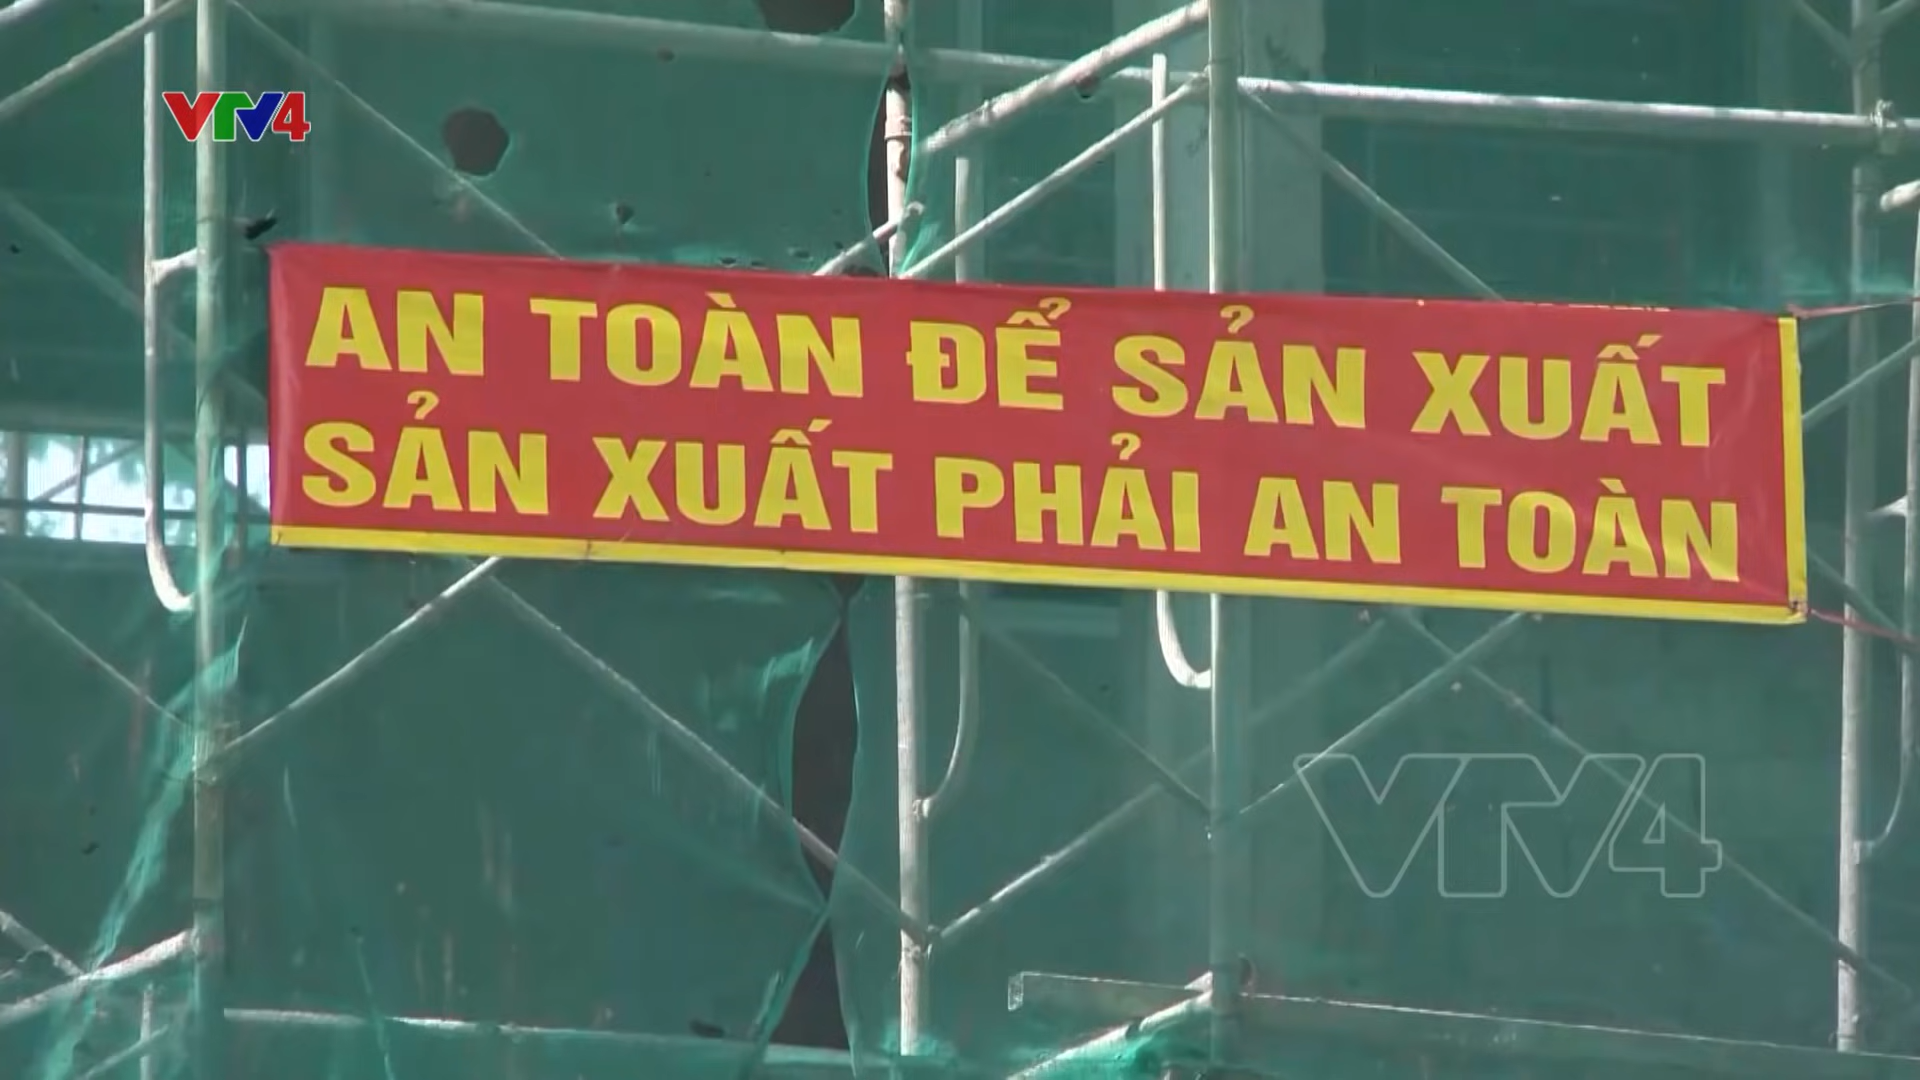 VTV4
AN TOÀN ĐỂ SẢN XUẤT
SẢN XUẤT PHẢI AN TOÀN
VTV4